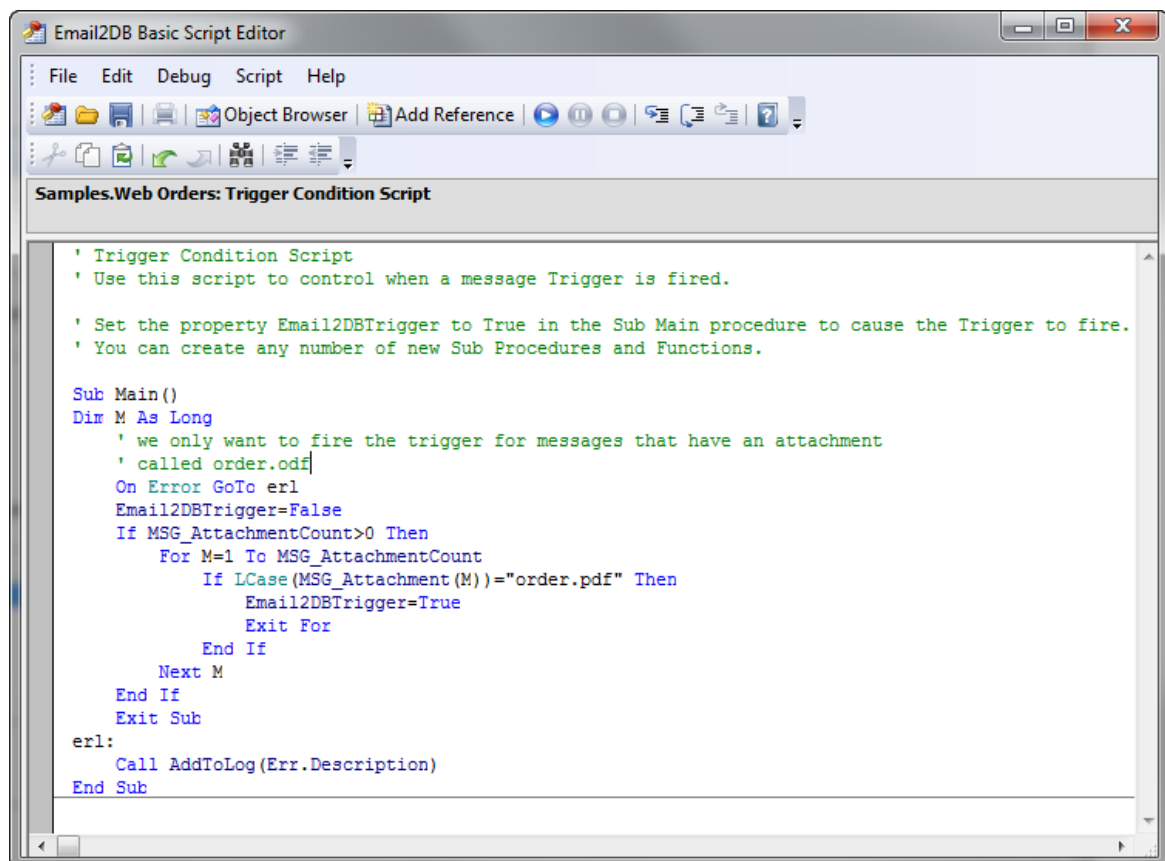 Email2DB Basic Script Editor
File Edit Debug Script Help
Object Browser Add Reference
Samples.Web Orders: Trigger Condition Script
' Trigger Condition Script
' Use this script to control when a message Trigger is fired.
' Set the property Email2DBTrigger to True in the Sub Main procedure to cause the Trigger to fire.
' You can create any number of new Sub Procedures and Functions.
Sub Main()
Dim M As Long
' we only want to fire the trigger for messages that have an attachment
' called order.odf
On Error GoTo erl
Email2DBTrigger=False
If MSG_AttachmentCount>0 Then
For M=1 To MSG_AttachmentCount
If LCase(MSG_Attachment(M))="order.pdf" Then
Email2DBTrigger=True
Exit For
End If
Next M
End If
Exit Sub
erl:
Call AddToLog(Err.Description)
End Sub